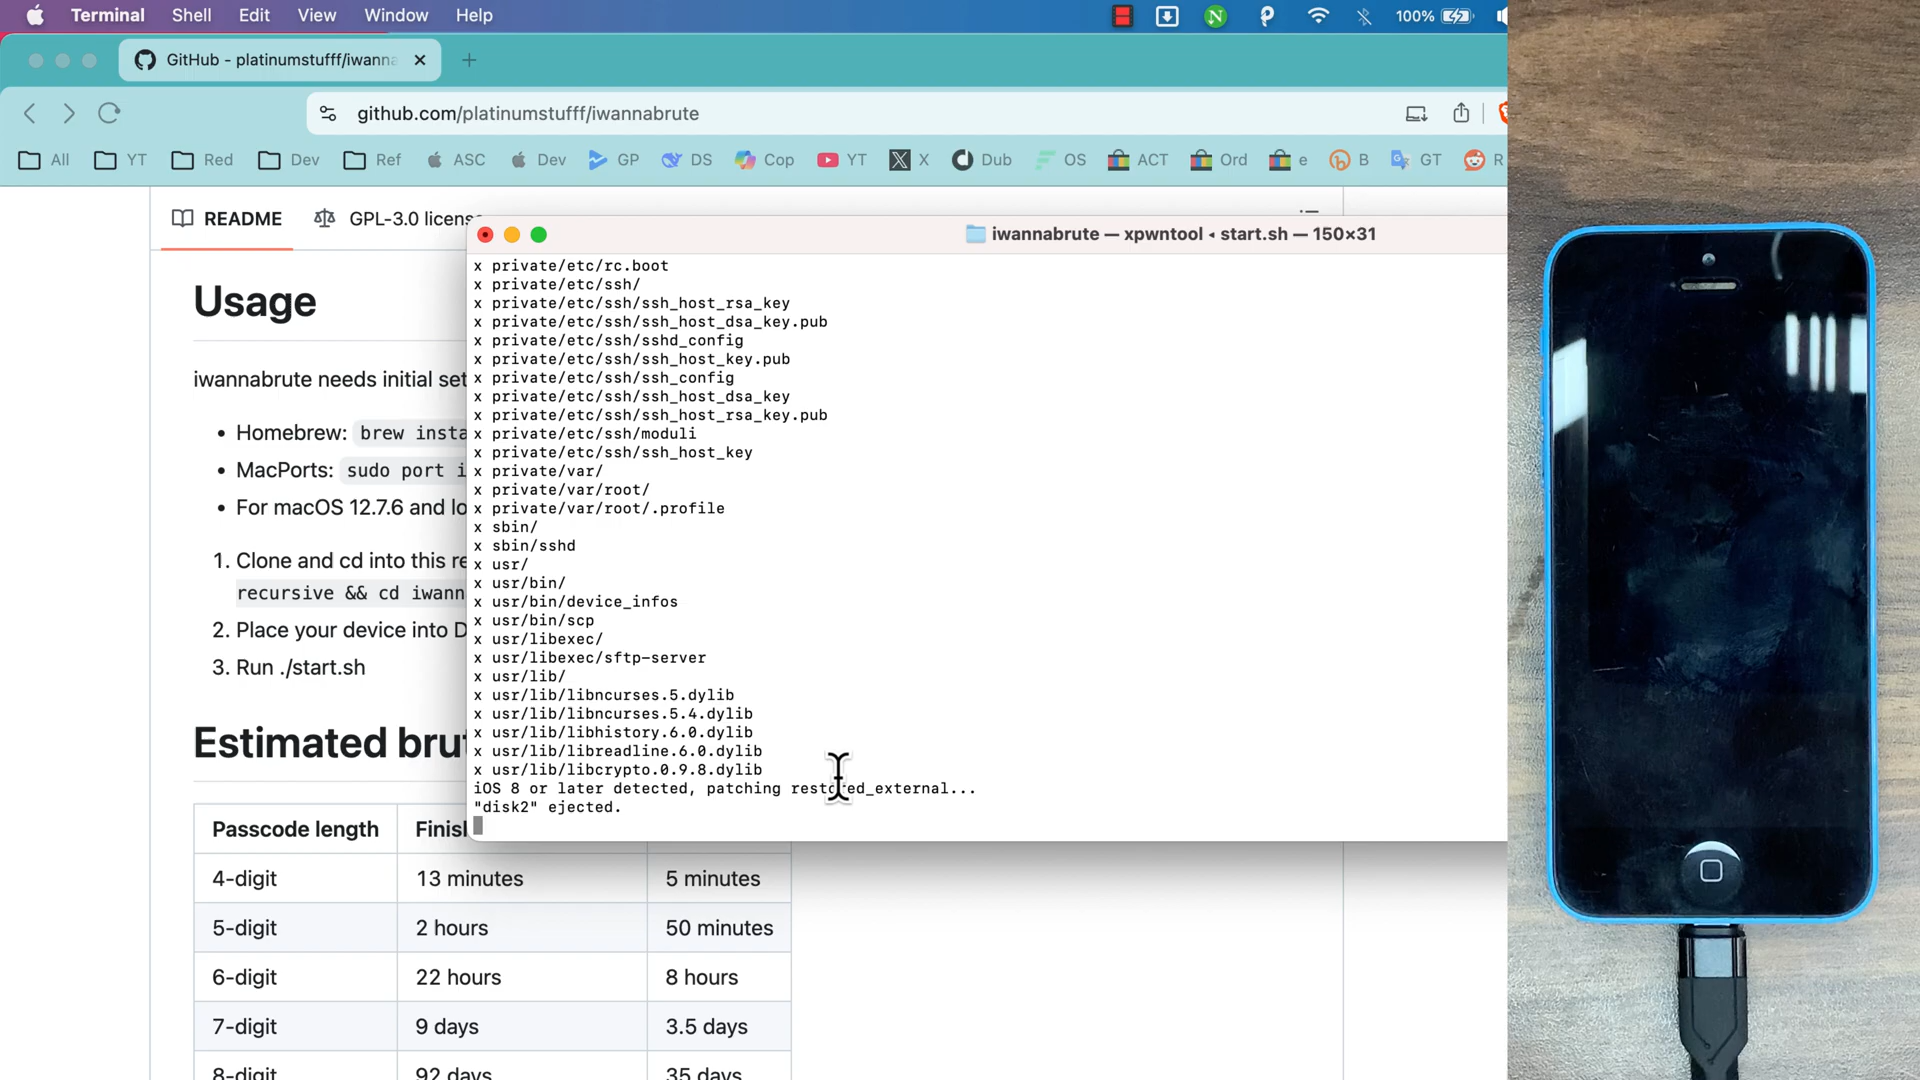 Terminal Shell Edit View Window Help 100%
GitHub - platinumstufff/iwanna
github.com/platinumstufff/iwannabrute
All YT Red Dev Ref ASC Dev GP DS Cop YT X Dub OS ACT Ord e B GT R
README GPL-3.0 license
iwannabrute — xpwntool ◂ start.sh — 150×31
Usage
iwannabrute needs initial set
• Homebrew: brew insta
• MacPorts: sudo port i
• For macOS 12.7.6 and lo
1. Clone and cd into this re
recursive && cd iwann
2. Place your device into D
3. Run ./start.sh
Estimated bru
Passcode length Finis
4-digit 13 minutes 5 minutes
5-digit 2 hours 50 minutes
6-digit 22 hours 8 hours
7-digit 9 days 3.5 days
8-digit 92 days 35 days
x private/etc/rc.boot
x private/etc/ssh/
x private/etc/ssh/ssh_host_rsa_key
x private/etc/ssh/ssh_host_dsa_key.pub
x private/etc/ssh/sshd_config
x private/etc/ssh/ssh_host_key.pub
x private/etc/ssh/ssh_config
x private/etc/ssh/ssh_host_dsa_key
x private/etc/ssh/ssh_host_rsa_key.pub
x private/etc/ssh/moduli
x private/etc/ssh/ssh_host_key
x private/var/
x private/var/root/
x private/var/root/.profile
x sbin/
x sbin/sshd
x usr/
x usr/bin/
x usr/bin/device_infos
x usr/bin/scp
x usr/libexec/
x usr/libexec/sftp-server
x usr/lib/
x usr/lib/libncurses.5.dylib
x usr/lib/libncurses.5.4.dylib
x usr/lib/libhistory.6.0.dylib
x usr/lib/libreadline.6.0.dylib
x usr/lib/libcrypto.0.9.8.dylib
iOS 8 or later detected, patching restored_external...
"disk2" ejected.